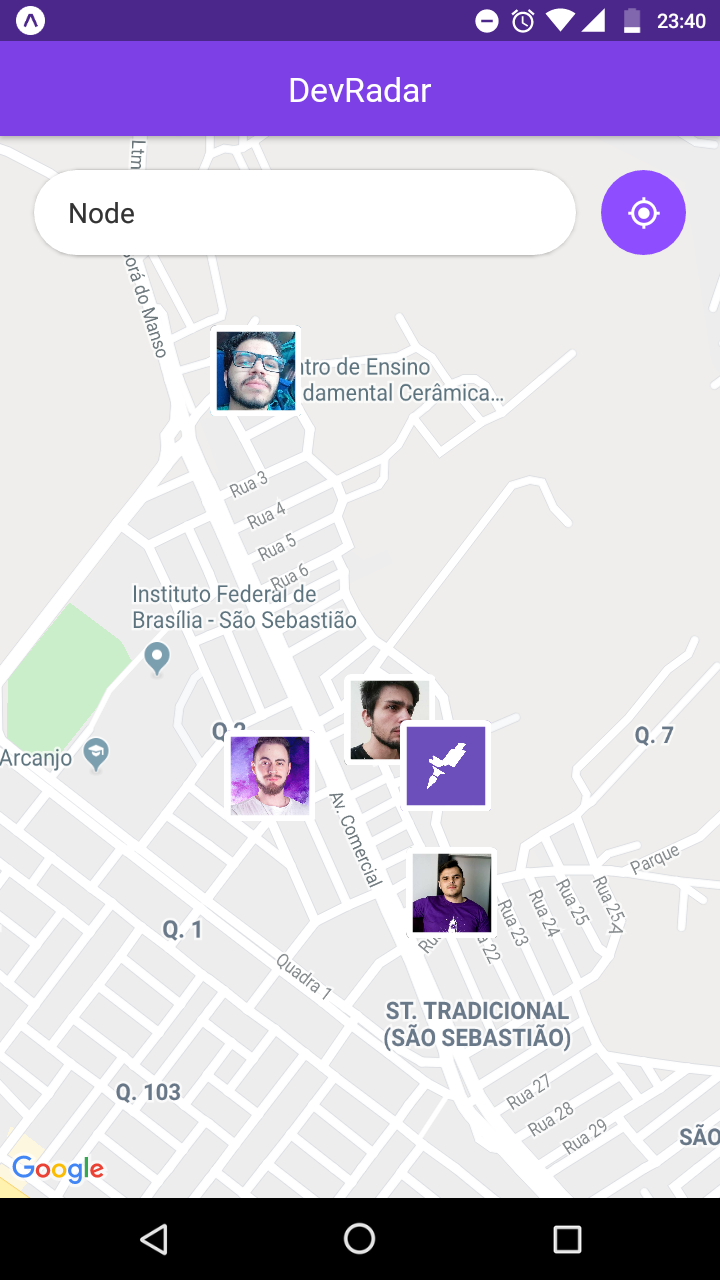 23:40
DevRadar
Ltm
Node
orá do Manso
ntro de Ensino
damental Cerâmica...
Rua 3
Rua 4
Rua 5
Rua 6
Instituto Federal de
Brasília - São Sebastião
Q. 2
Q. 7
Arcanjo
Av. Comercial
Parque
Rua 25-A
Rua 25
Rua 24
Rua 23
22
Q. 1
Quadra 1
ST. TRADICIONAL
(SÃO SEBASTIÃO)
Rua 27
Q. 103
Rua 28
Rua 29
SÃO
Google